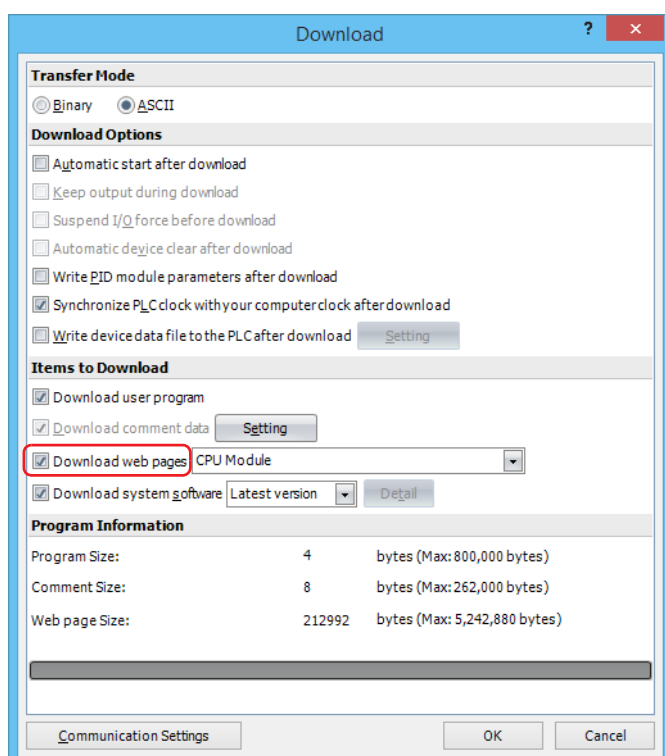 Download ? ×
Transfer Mode
Binary ASCII
Download Options
Automatic start after download
Keep output during download
Suspend I/O force before download
Automatic device clear after download
Write PID module parameters after download
Synchronize PLC clock with your computer clock after download
Write device data file to the PLC after download Setting
Items to Download
Download user program
Download comment data Setting
Download web pages CPU Module
Download system software Latest version Detail
Program Information
Program Size: 4 bytes (Max: 800,000 bytes)
Comment Size: 8 bytes (Max: 262,000 bytes)
Web page Size: 212992 bytes (Max: 5,242,880 bytes)
Communication Settings OK Cancel